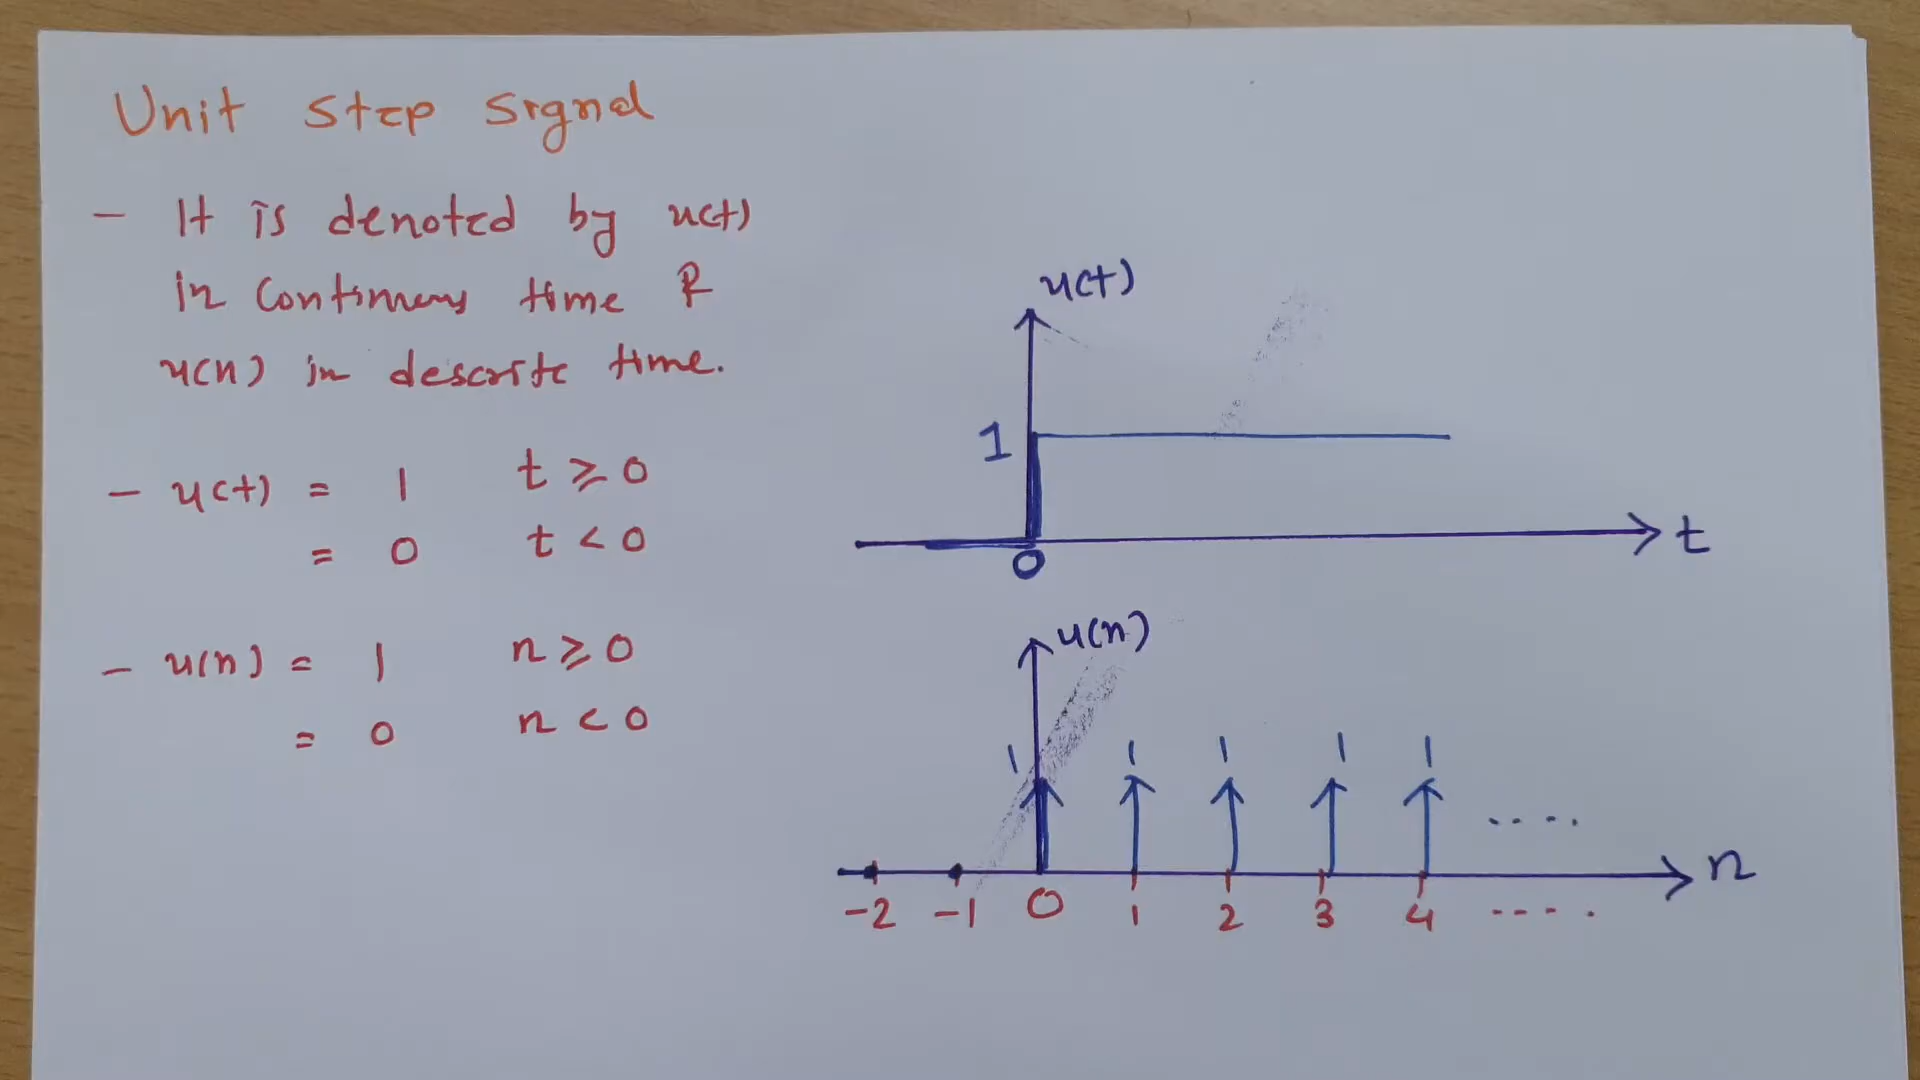 Unit Step Signal
- It is denoted by u(t)
in Continuous time &
u(n) in descrite time.
- u(t) = 1 t ≥ 0
= 0 t < 0
- u(n) = 1 n ≥ 0
= 0 n < 0
u(t)
1
0
t
u(n)
1 1 1 1 1
....
n
-2 -1 0 1 2 3 4 ....